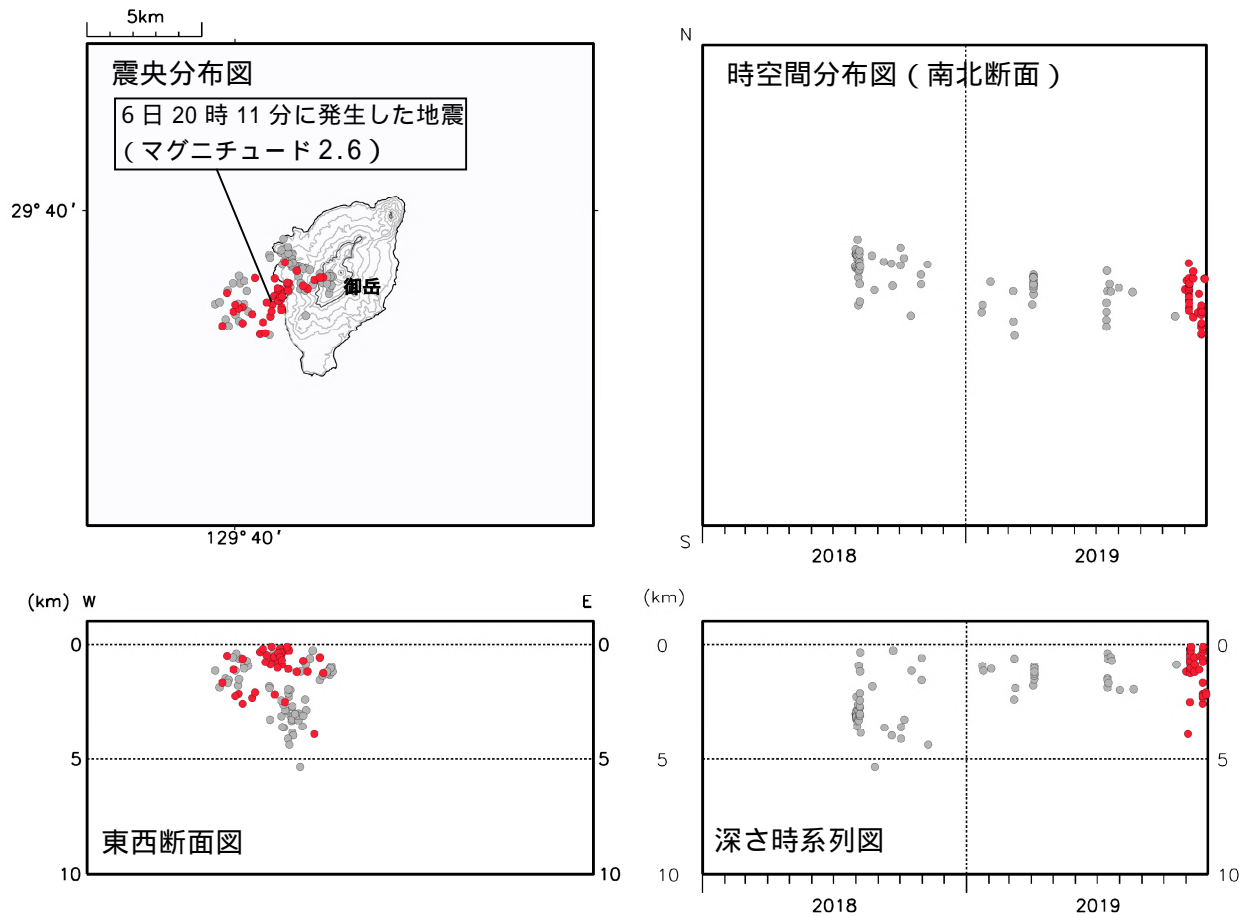 5km
震央分布図
6日20時11分に発生した地震
(マグニチュード2.6)
29°40′
御岳
129°40′
N
時空間分布図(南北断面)
S
2018 2019
(km) W E
0 0
5 5
10 10
東西断面図
(km)
0 0
5 5
10 10
深さ時系列図
2018 2019